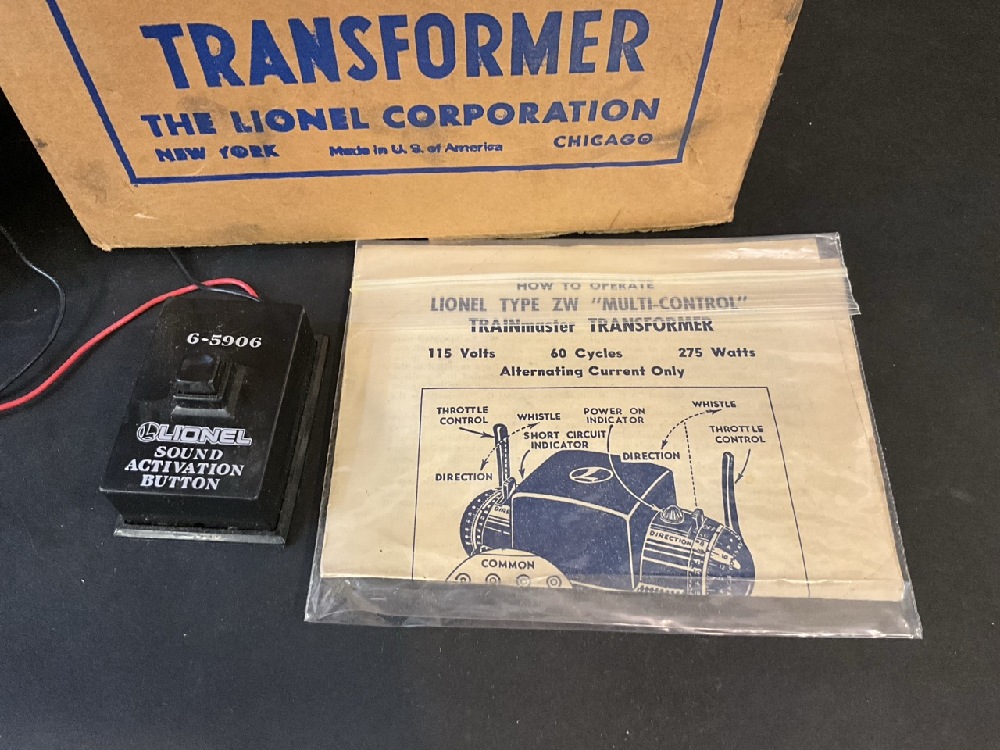 TRANSFORMER
THE LIONEL CORPORATION
NEW YORK Made in U. S. of America CHICAGO
6-5906
LIONEL
SOUND
ACTIVATION
BUTTON
HOW TO OPERATE
LIONEL TYPE ZW "MULTI-CONTROL"
TRAINmaster TRANSFORMER
115 Volts 60 Cycles 275 Watts
Alternating Current Only
THROTTLE
CONTROL
WHISTLE
SHORT CIRCUIT
INDICATOR
DIRECTION
POWER ON
INDICATOR
WHISTLE
THROTTLE
CONTROL
DIRECTION
DIRECTION
COMMON